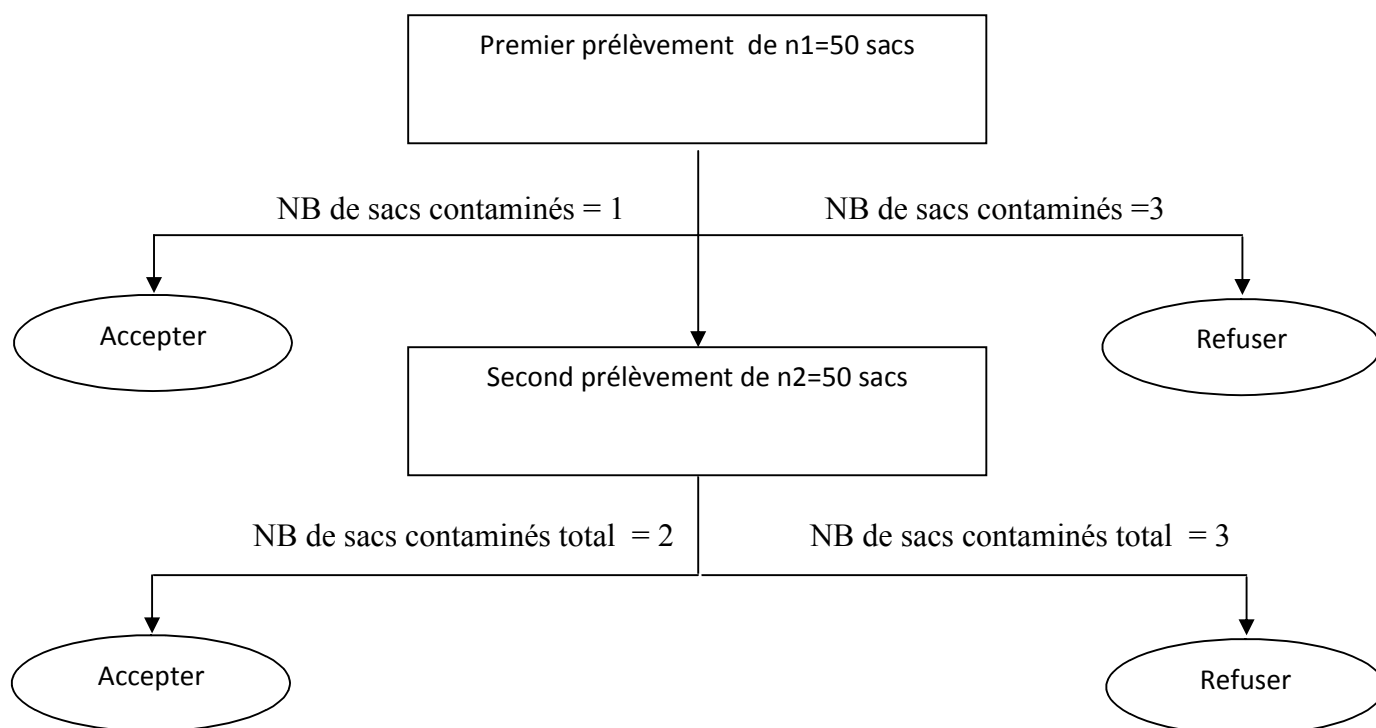 Premier prélèvement de n1=50 sacs
NB de sacs contaminés = 1
NB de sacs contaminés =3
Accepter
Refuser
Second prélèvement de n2=50 sacs
NB de sacs contaminés total = 2
NB de sacs contaminés total = 3
Accepter
Refuser